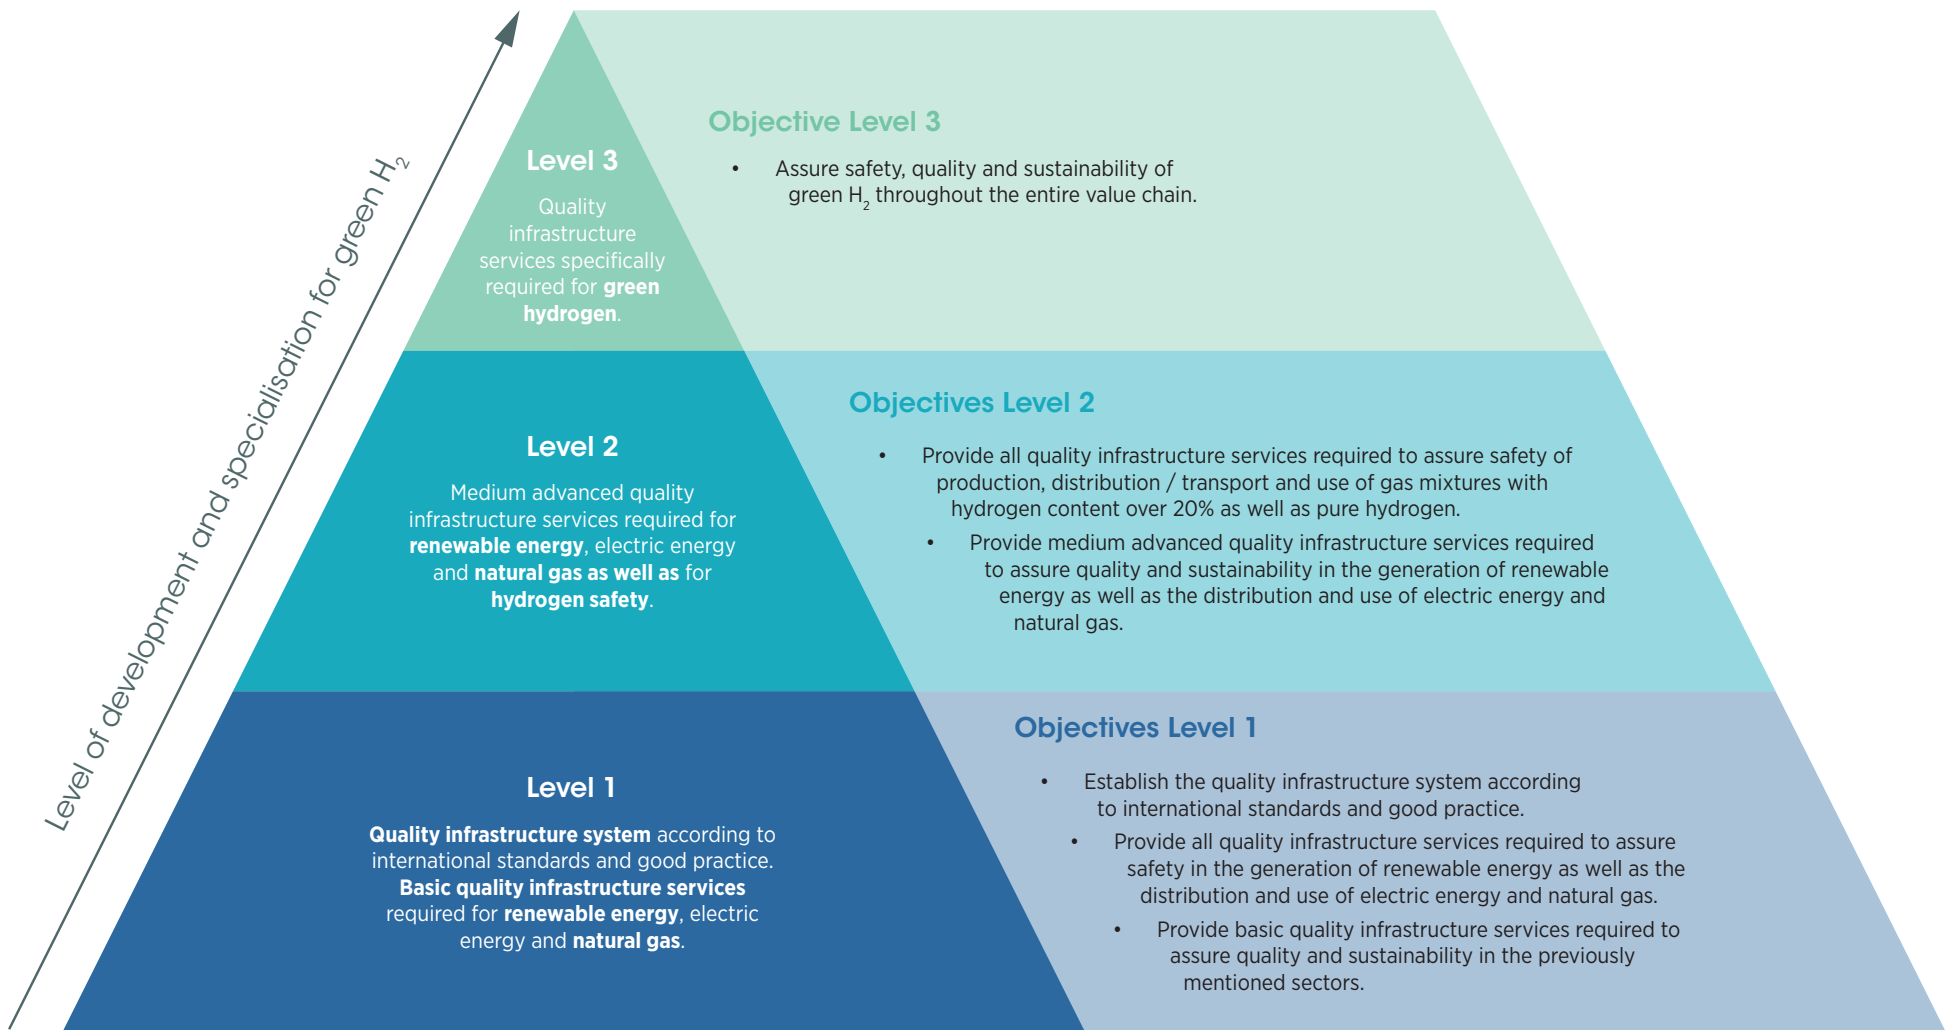 Level of development and specialisation for green H₂
Level 3
Quality
infrastructure
services specifically
required for green
hydrogen.
Objective Level 3
• Assure safety, quality and sustainability of
green H₂ throughout the entire value chain.
Level 2
Medium advanced quality
infrastructure services required for
renewable energy, electric energy
and natural gas as well as for
hydrogen safety.
Objectives Level 2
• Provide all quality infrastructure services required to assure safety of
production, distribution / transport and use of gas mixtures with
hydrogen content over 20% as well as pure hydrogen.
• Provide medium advanced quality infrastructure services required
to assure quality and sustainability in the generation of renewable
energy as well as the distribution and use of electric energy and
natural gas.
Level 1
Quality infrastructure system according to
international standards and good practice.
Basic quality infrastructure services
required for renewable energy, electric
energy and natural gas.
Objectives Level 1
• Establish the quality infrastructure system according
to international standards and good practice.
• Provide all quality infrastructure services required to assure
safety in the generation of renewable energy as well as the
distribution and use of electric energy and natural gas.
• Provide basic quality infrastructure services required to
assure quality and sustainability in the previously
mentioned sectors.